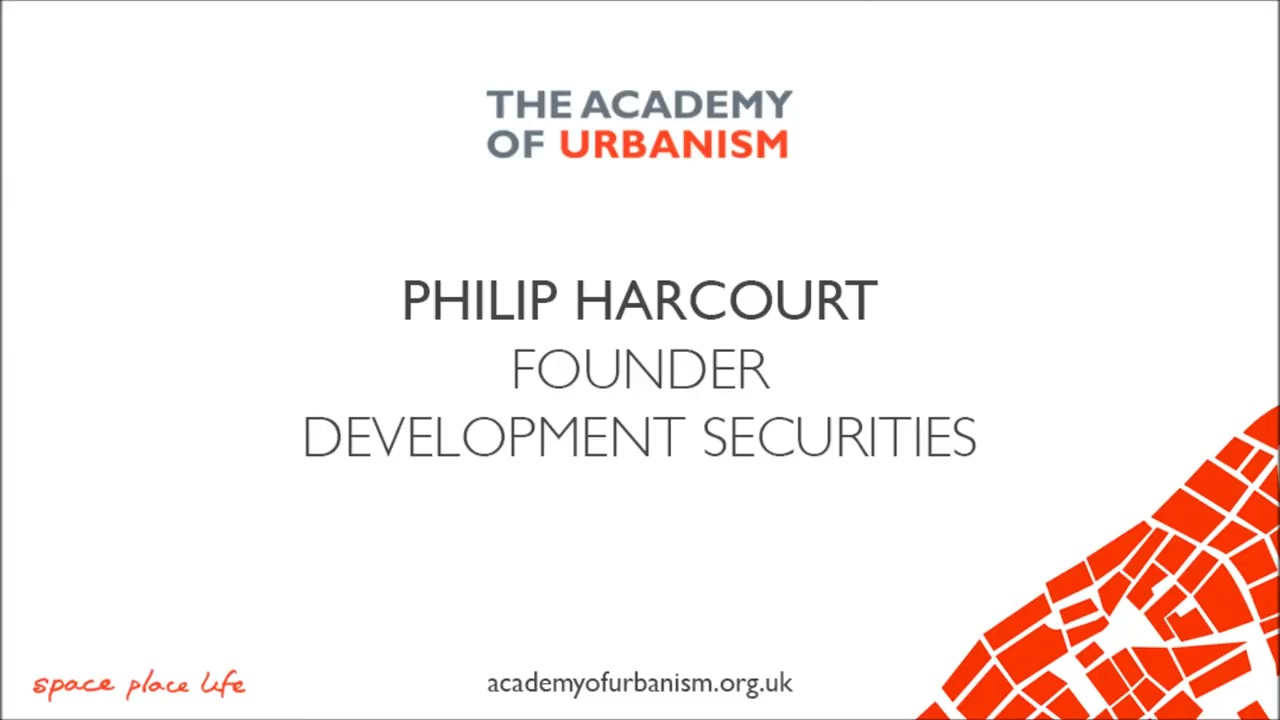 THE ACADEMY
OF URBANISM
PHILIP HARCOURT
FOUNDER
DEVELOPMENT SECURITIES
space place life
academyofurbanism.org.uk